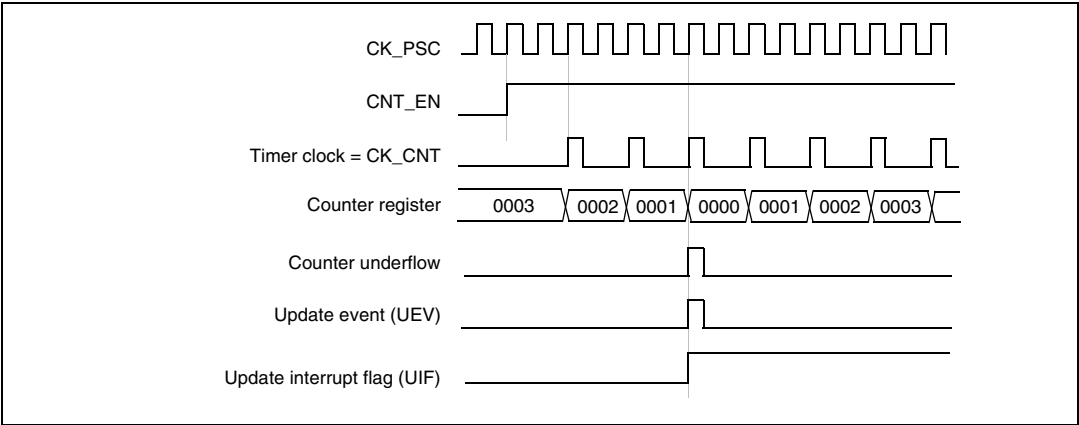 CK_PSC
CNT_EN
Timer clock = CK_CNT
Counter register 0003 0002 0001 0000 0001 0002 0003
Counter underflow
Update event (UEV)
Update interrupt flag (UIF)